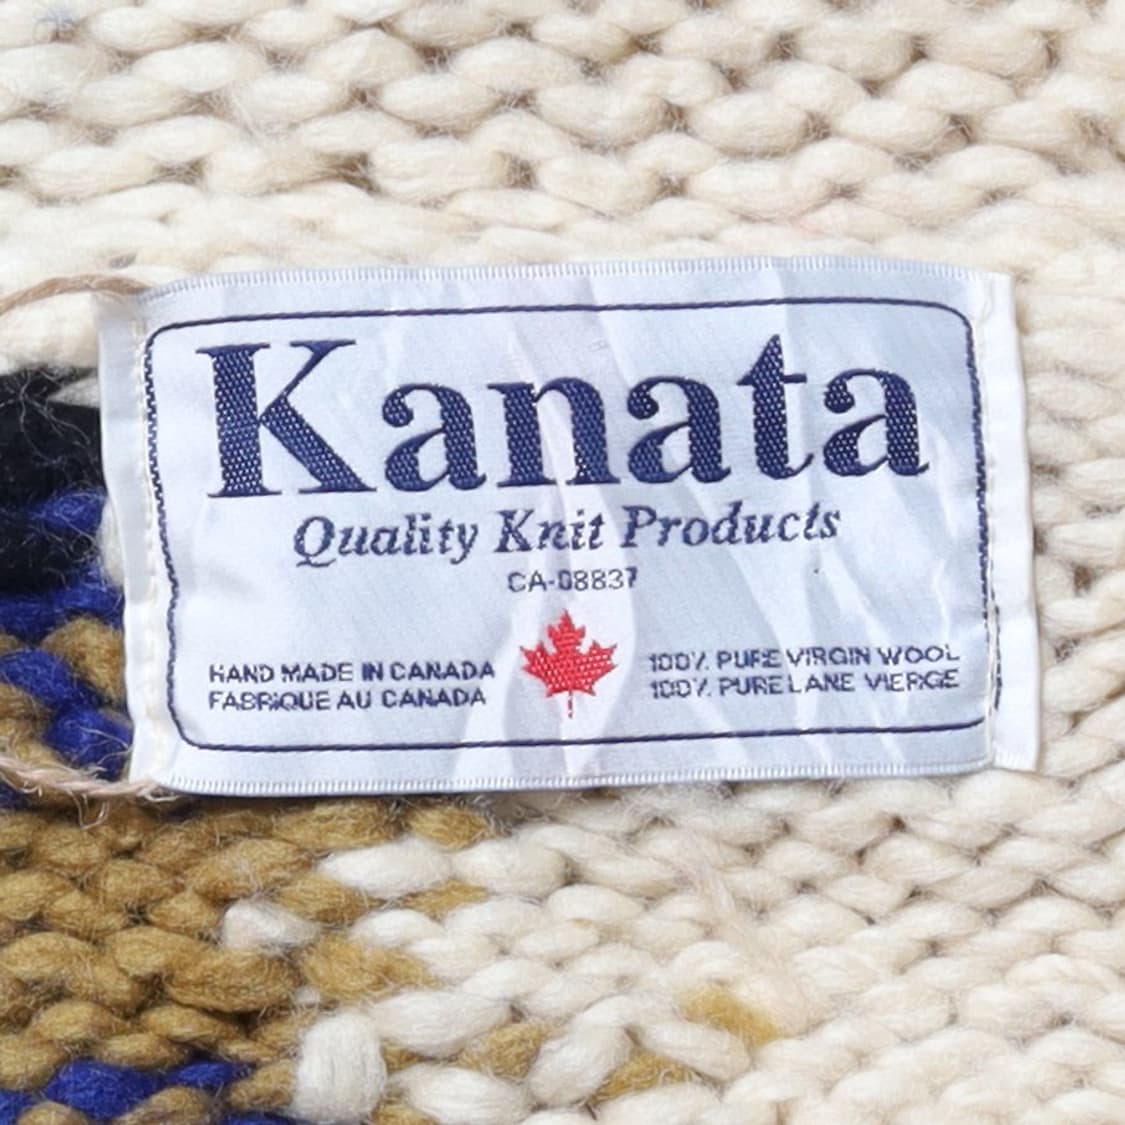 Kanata
Quality Knit Products
CA-08837
HAND MADE IN CANADA
FABRIQUE AU CANADA
100% PURE VIRGIN WOOL
100% PURE LANE VIERGE